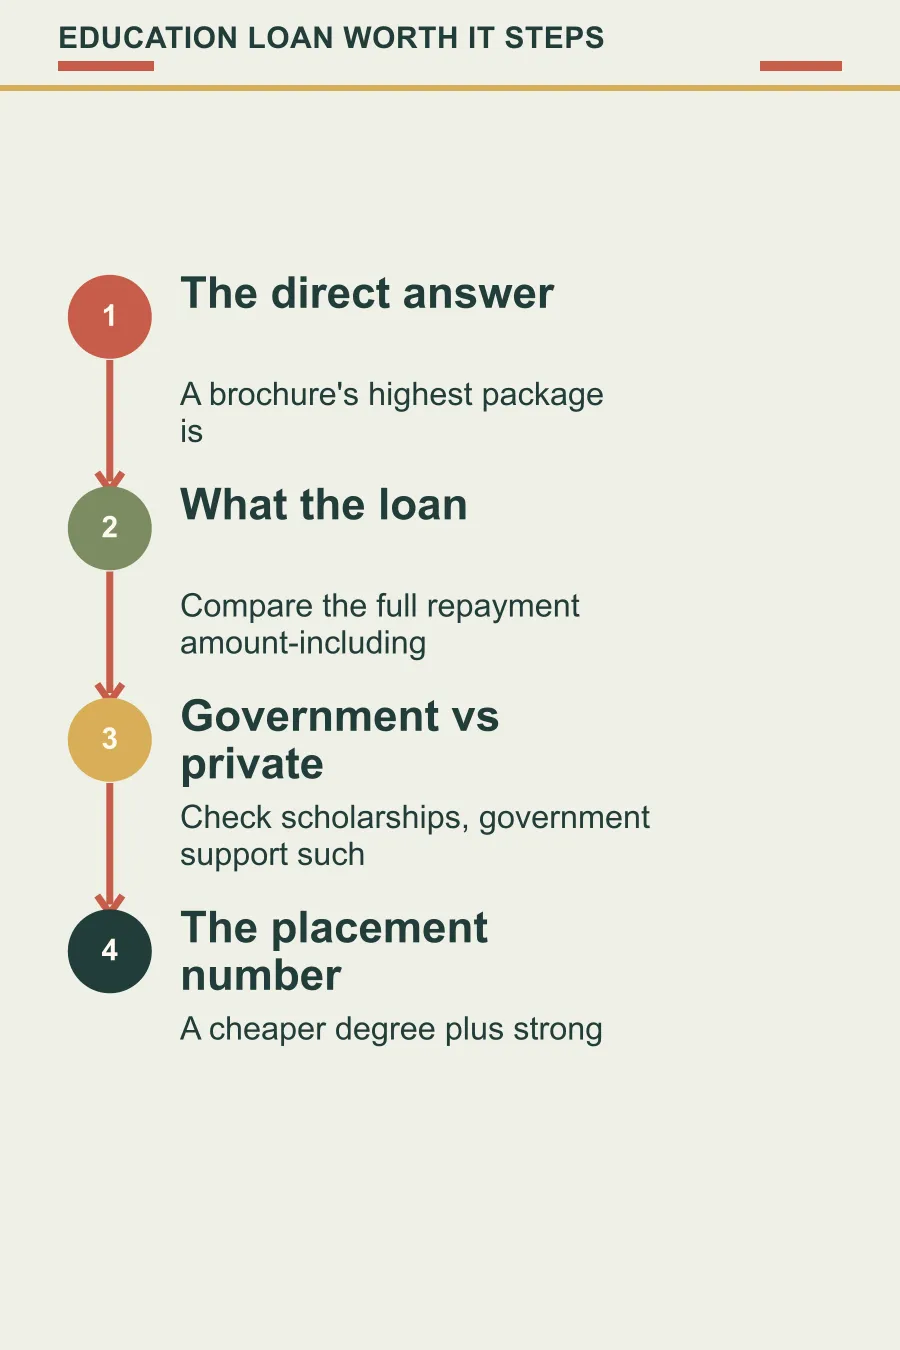 EDUCATION LOAN WORTH IT STEPS
1
The direct answer
A brochure's highest package
is
2
What the loan
Compare the full repayment
amount-including
3
Government vs
private
Check scholarships, government
support such
4
The placement
number
A cheaper degree plus strong